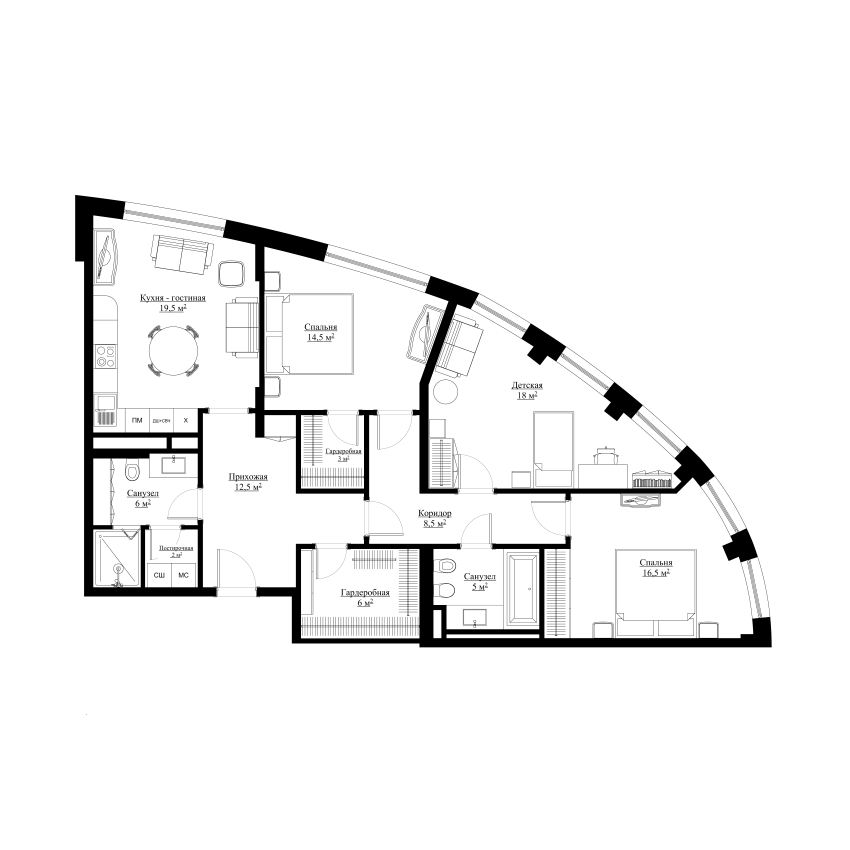 Кухня - гостиная
19,5 м²
Спальня
14,5 м²
Детская
18 м²
ПМ
дш+свч
Х
Гардеробная
3 м²
Прихожая
12,5 м²
Санузел
6 м²
Коридор
8,5 м²
Постирочная
2 м²
СШ
МС
Гардеробная
6 м²
Санузел
5 м²
Спальня
16,5 м²